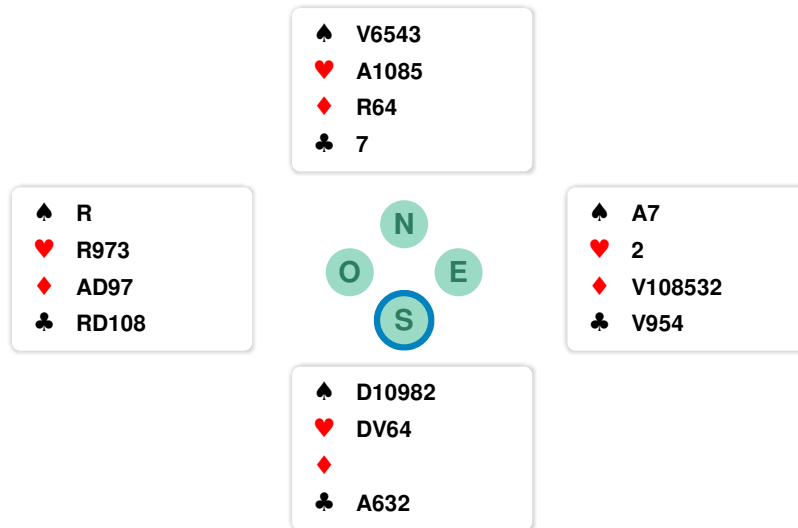 ♠ V6543
♥ A1085
♦ R64
♣ 7
♠ R
♥ R973
♦ AD97
♣ RD108
N
O E
S
♠ A7
♥ 2
♦ V108532
♣ V954
♠ D10982
♥ DV64
♦
♣ A632